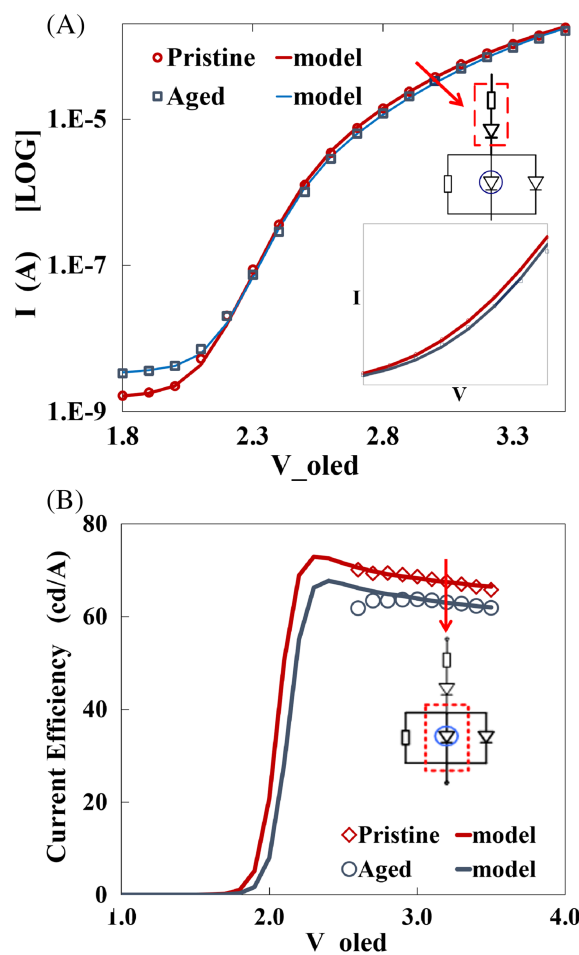 (A)
Pristine model
Aged model
I (A) [LOG]
1.E-5
1.E-7
1.E-9
I
V
1.8 2.3 2.8 3.3
V_oled
(B)
Current Efficiency (cd/A)
80
60
40
20
0
Pristine model
Aged model
1.0 2.0 3.0 4.0
V oled